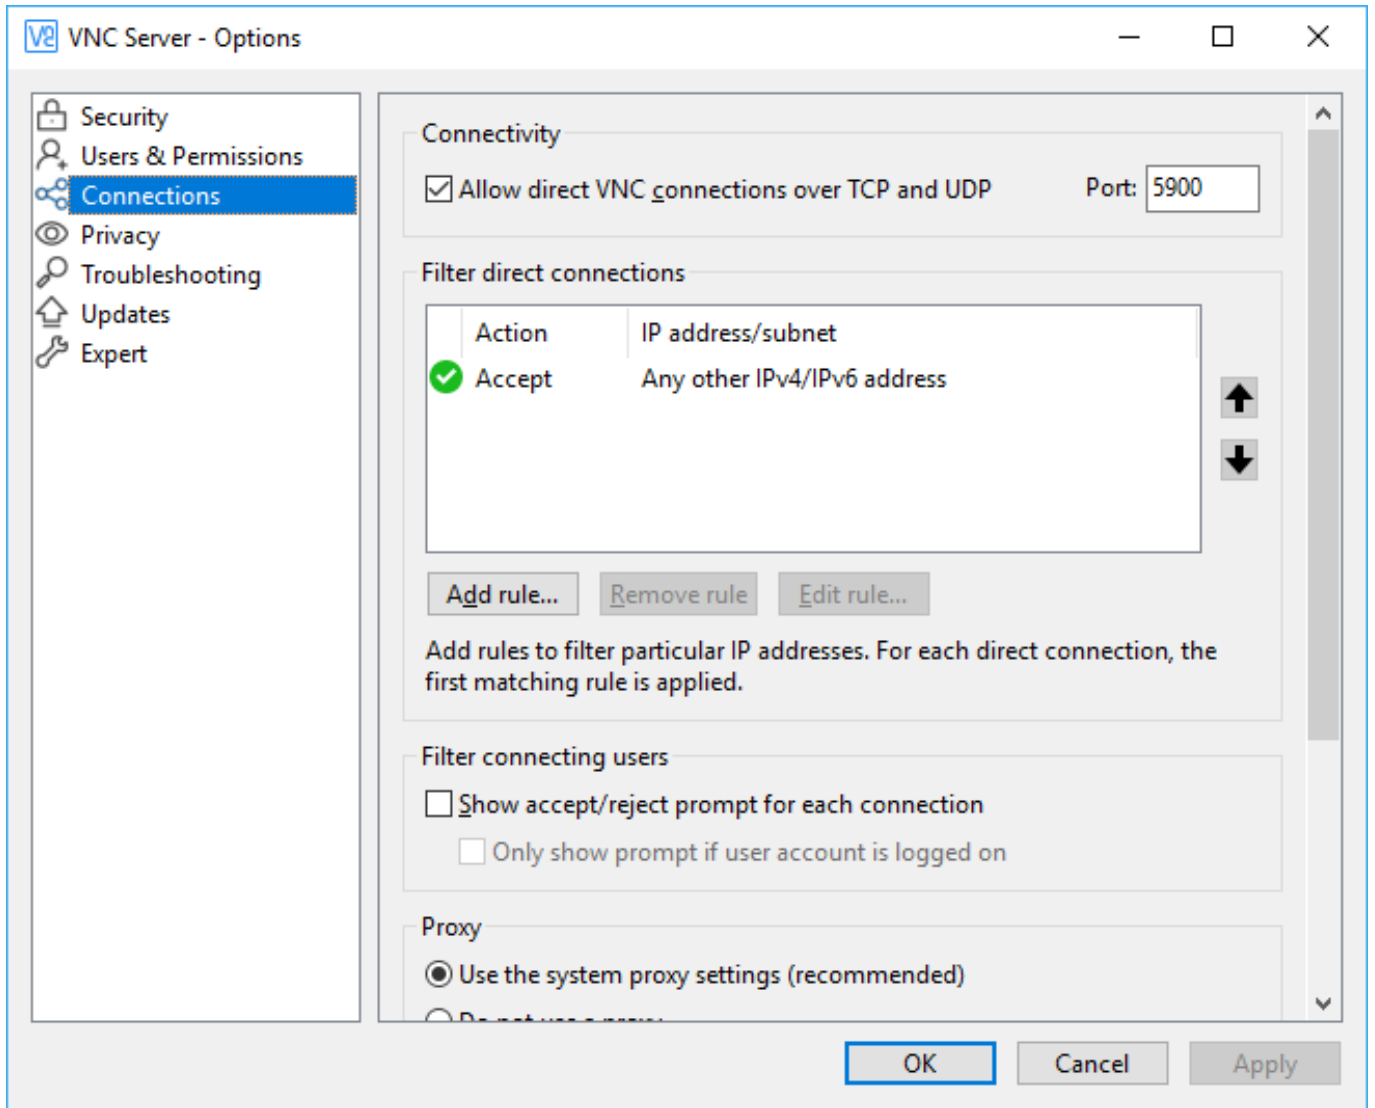 VNC Server - Options
Security
Users & Permissions
Connections
Privacy
Troubleshooting
Updates
Expert
Connectivity
Allow direct VNC connections over TCP and UDP Port: 5900
Filter direct connections
Action IP address/subnet
Accept Any other IPv4/IPv6 address
Add rule... Remove rule Edit rule...
Add rules to filter particular IP addresses. For each direct connection, the
first matching rule is applied.
Filter connecting users
Show accept/reject prompt for each connection
Only show prompt if user account is logged on
Proxy
Use the system proxy settings (recommended)
Do not use a proxy
OK Cancel Apply